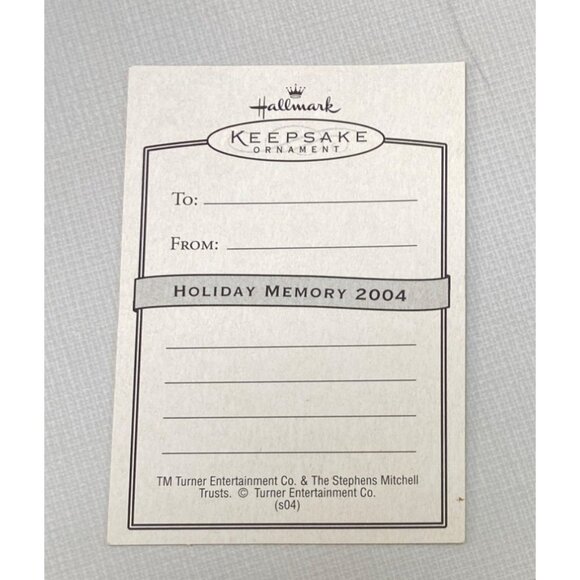 Hallmark
KEEPSAKE
ORNAMENT
TO:
FROM:
HOLIDAY MEMORY 2004
TM Turner Entertainment Co. & The Stephens Mitchell
Trusts. © Turner Entertainment Co.
(s04)